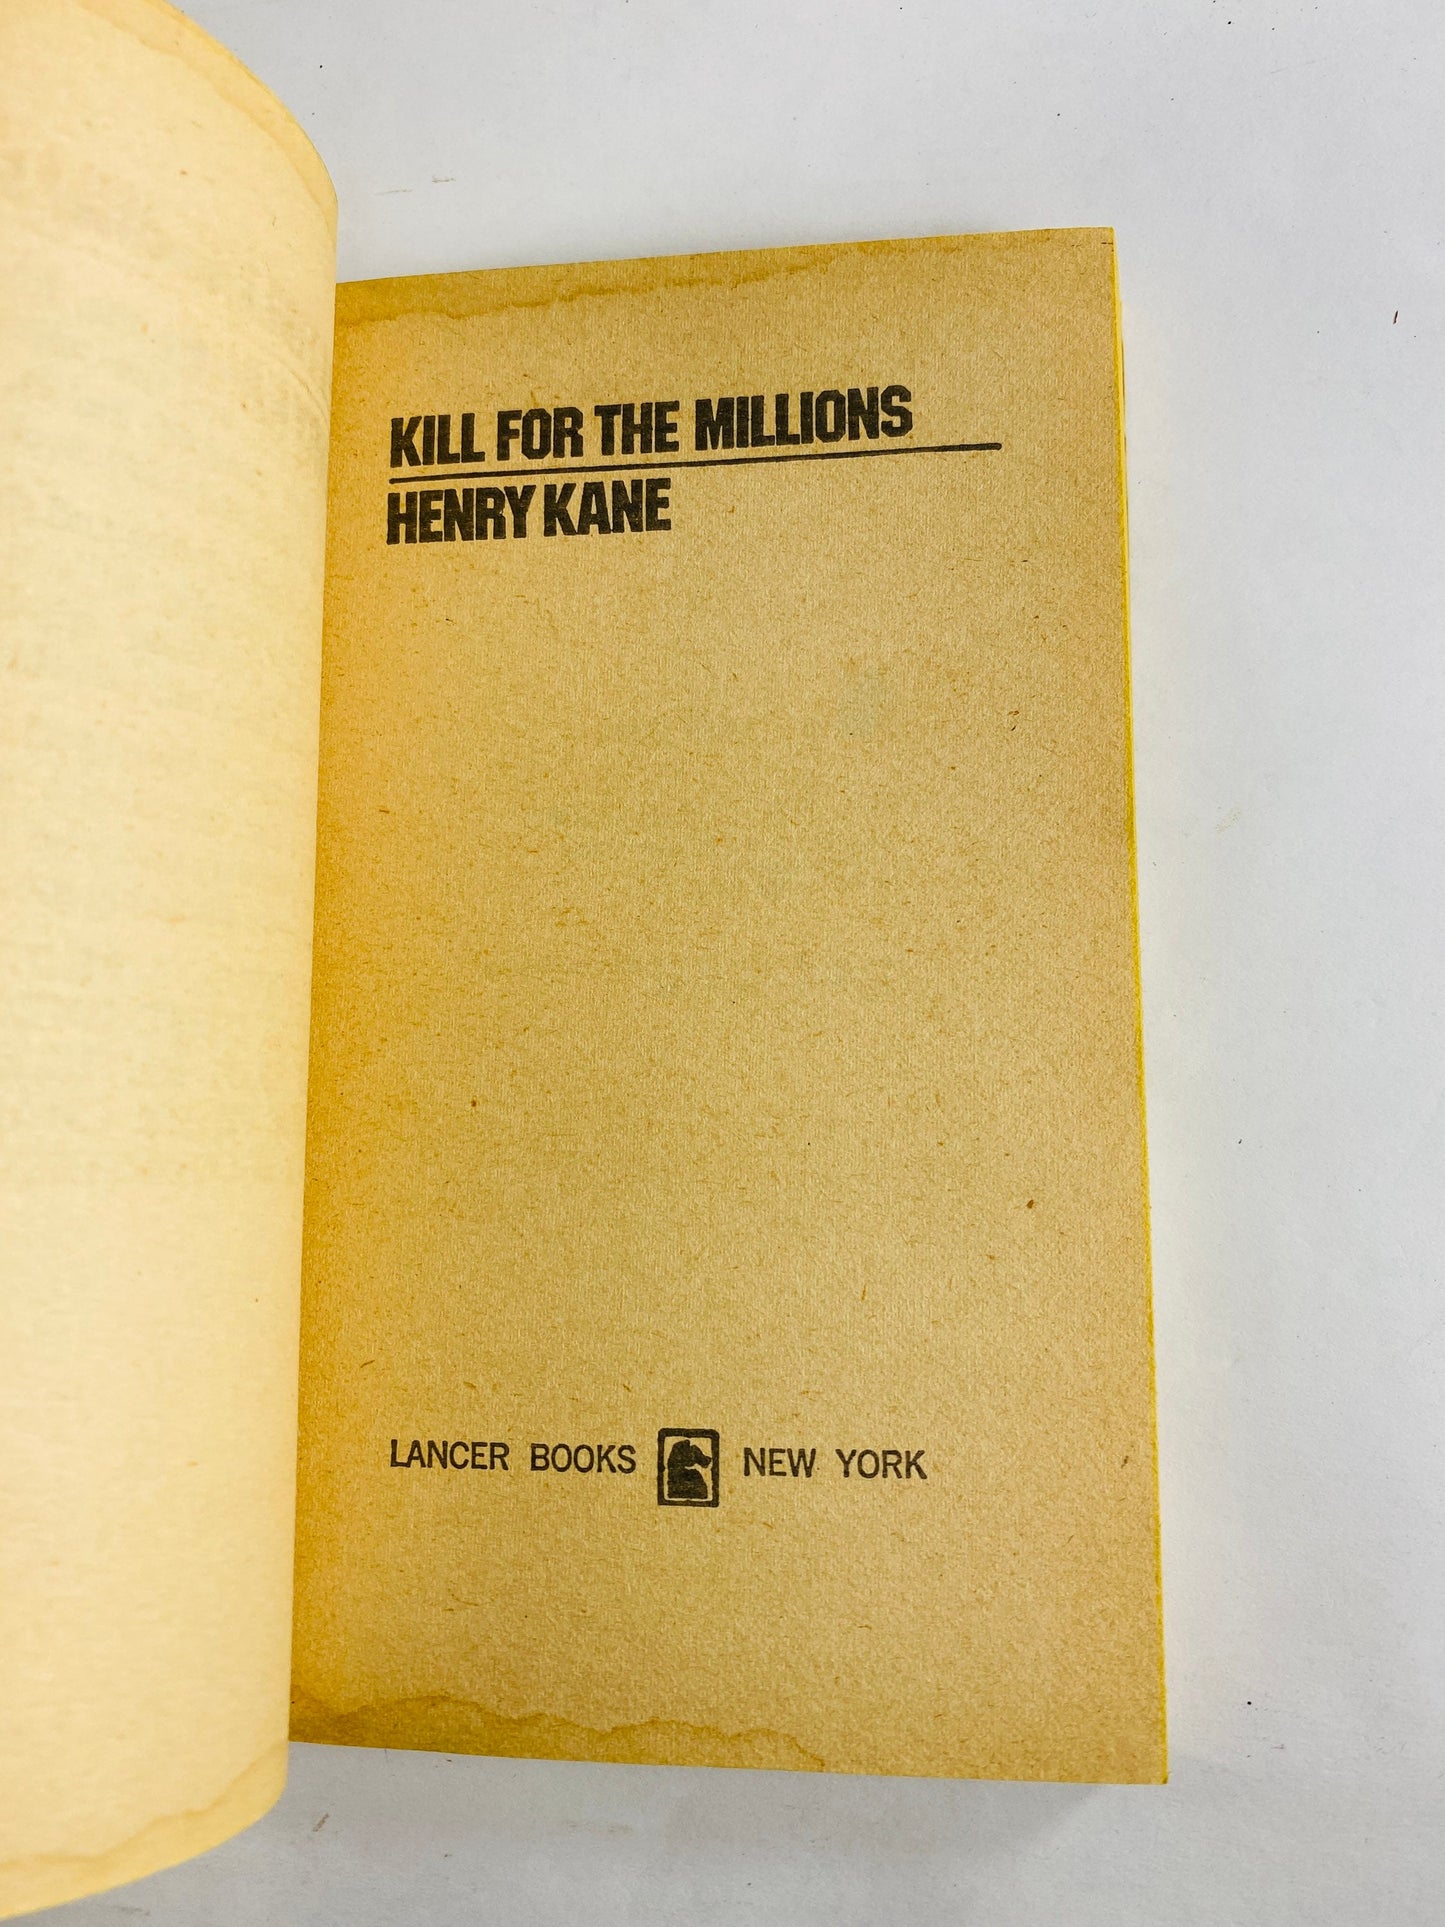 KILL FOR THE MILLIONS
HENRY KANE
LANCER BOOKS NEW YORK